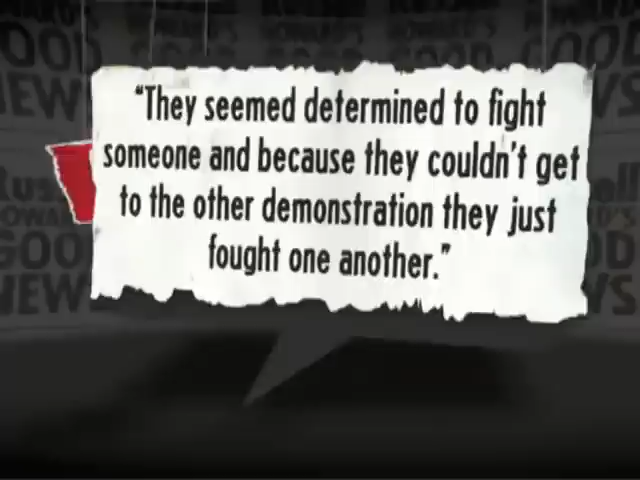 "They seemed determined to fight
someone and because they couldn't get
to the other demonstration they just
fought one another."